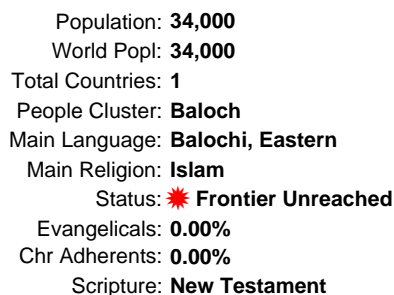 Population: 34,000
World Popl: 34,000
Total Countries: 1
People Cluster: Baloch
Main Language: Balochi, Eastern
Main Religion: Islam
Status: Frontier Unreached
Evangelicals: 0.00%
Chr Adherents: 0.00%
Scripture: New Testament